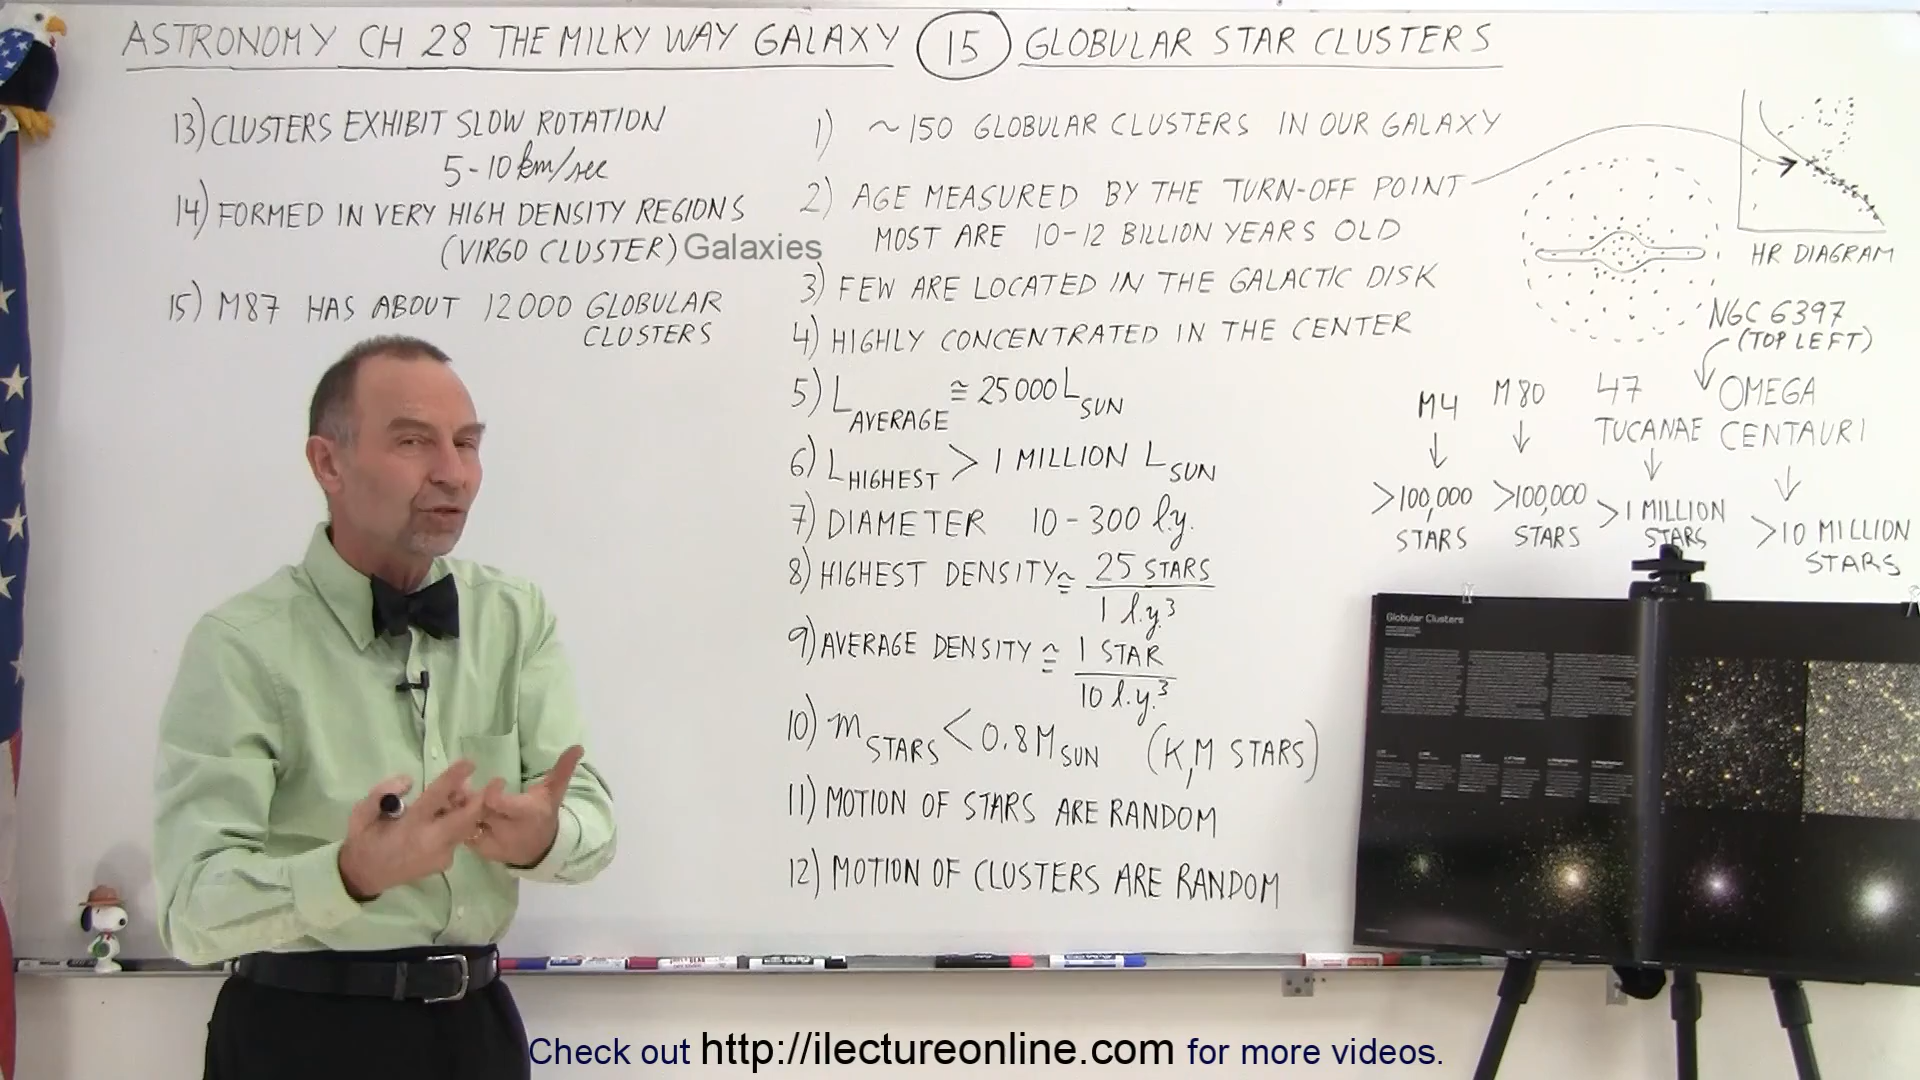 ASTRONOMY CH 28 THE MILKY WAY GALAXY 15 GLOBULAR STAR CLUSTERS
13) CLUSTERS EXHIBIT SLOW ROTATION
5-10 km/sec
14) FORMED IN VERY HIGH DENSITY REGIONS
(VIRGO CLUSTER) Galaxies
15) M87 HAS ABOUT 12000 GLOBULAR
CLUSTERS
1) ~150 GLOBULAR CLUSTERS IN OUR GALAXY
2) AGE MEASURED BY THE TURN-OFF POINT
MOST ARE 10-12 BILLION YEARS OLD
3) FEW ARE LOCATED IN THE GALACTIC DISK
4) HIGHLY CONCENTRATED IN THE CENTER
5) L AVERAGE ≅ 25000 L SUN
6) L HIGHEST > 1 MILLION L SUN
7) DIAMETER 10-300 l.y.
8) HIGHEST DENSITY ≅ 25 STARS
1 l.y.³
9) AVERAGE DENSITY ≅ 1 STAR
10 l.y.³
10) m STARS < 0.8 M SUN (K,M STARS)
11) MOTION OF STARS ARE RANDOM
12) MOTION OF CLUSTERS ARE RANDOM
HR DIAGRAM
NGC 6397
(TOP LEFT)
M4
M80
47
TUCANAE
OMEGA
CENTAURI
>100,000
STARS
>100,000
STARS
>1 MILLION
STARS
>10 MILLION
STARS
Globular Clusters
Check out http://ilectureonline.com for more videos.